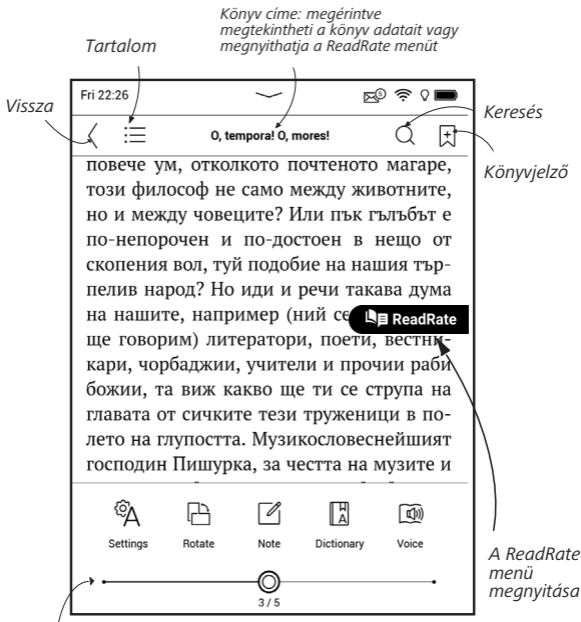 Könyv címe: megérintve
megtekintheti a könyv adatait vagy
megnyithatja a ReadRate menüt
Tartalom
Vissza
Fri 22:26
Keresés
O, tempora! O, mores!
Könyvjelző
повече ум, отколкото почтеното магаре,
този философ не само между животните,
но и между човеците? Или пък гълъбът е
по-непорочен и по-достоен в нещо от
скопения вол, туй подобие на нашия тър-
пелив народ? Но иди и речи такава дума
на нашите, например (ний се
ReadRate
ще говорим) литератори, поети, вестни-
кари, чорбаджии, учители и прочии раби
божии, та виж какво ще ти се струпа на
главата от сичките тези труженици в по-
лето на глупостта. Музикословеснейшият
господин Пишурка, за честта на музите и
Settings
Rotate
Note
Dictionary
Voice
3 / 5
A ReadRate
menü
megnyitása